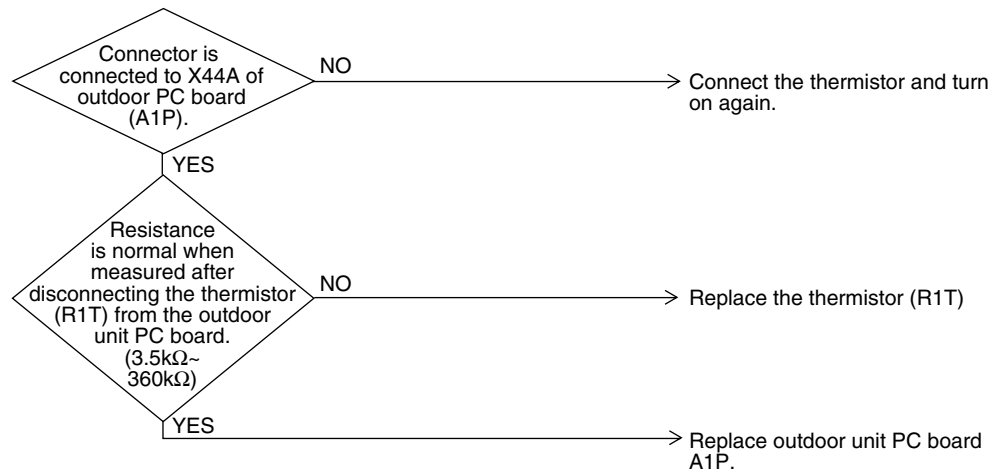 Connector is
connected to X44A of
outdoor PC board
(A1P).
NO
Connect the thermistor and turn
on again.
YES
Resistance
is normal when
measured after
disconnecting the thermistor
(R1T) from the outdoor
unit PC board.
(3.5kΩ~
360kΩ)
NO
Replace the thermistor (R1T)
YES
Replace outdoor unit PC board
A1P.